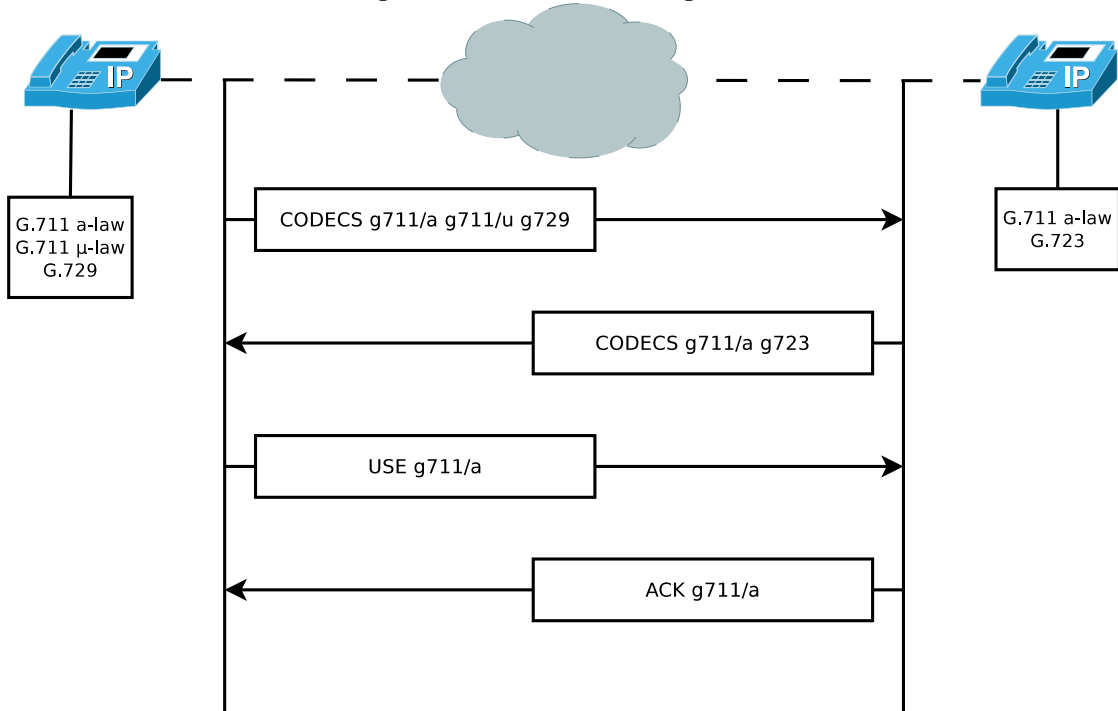 IP
IP
G.711 a-law
G.711 μ-law
G.729
G.711 a-law
G.723
CODECS g711/a g711/u g729
CODECS g711/a g723
USE g711/a
ACK g711/a